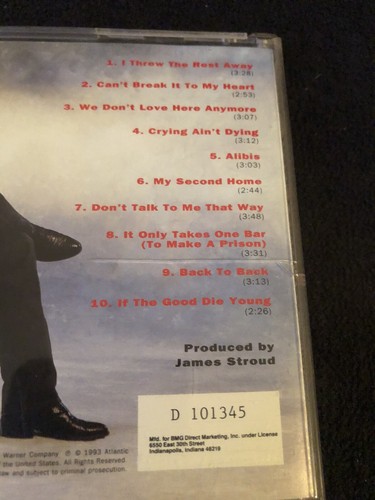 1. I Threw The Rest Away
(3:28)
2. Can't Break It To My Heart
(2:53)
3. We Don't Love Here Anymore
(3:07)
4. Crying Ain't Dying
(3:12)
5. Alibis
(3:03)
6. My Second Home
(2:44)
7. Don't Talk To Me That Way
(3:48)
8. It Only Takes One Bar
(To Make A Prison)
(3:31)
9. Back To Back
(3:13)
10. If The Good Die Young
(2:26)
Produced by
James Stroud
D 101345
Mfd. for BMG Direct Marketing, Inc. under License
6550 East 30th Street
Indianapolis, Indiana 46219
Warner Company ℗ © 1993 Atlantic
the United States. All Rights Reserved.
law and subject to criminal prosecution.